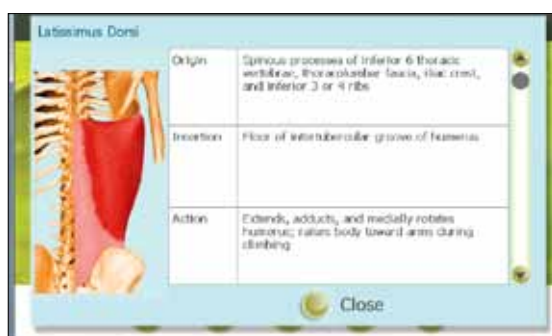 Latissimus Dorsi
Origin
Spinous processes of inferior 6 thoracic
vertebrae, thoracolumbar fascia, iliac crest,
and inferior 3 or 4 ribs
Insertion
Floor of intertubercular groove of humerus
Action
Extends, adducts, and medially rotates
humerus; raises body toward arms during
climbing
Close